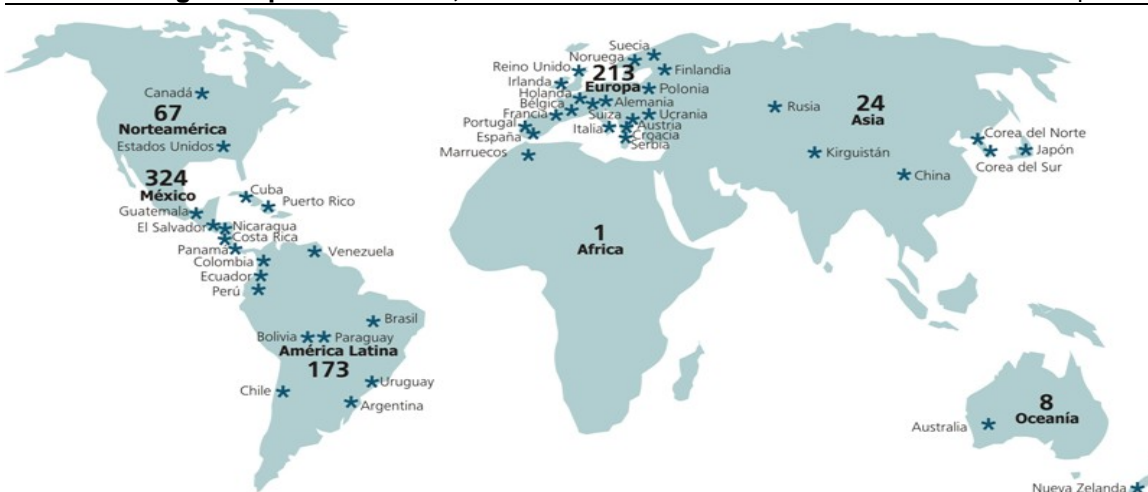 Suecia
Noruega
Reino Unido
213
Europa
Finlandia
Irlanda
Holanda
Polonia
Bélgica
Alemania
Francia
Suiza
Ucrania
Portugal
Italia
Austria
España
Croacia
Serbia
Marruecos
Canadá
67
Norteamérica
Estados Unidos
324
México
Cuba
Puerto Rico
Guatemala
El Salvador
Nicaragua
Costa Rica
Panamá
Venezuela
Colombia
Ecuador
Perú
Brasil
Bolivia
Paraguay
América Latina
173
Chile
Uruguay
Argentina
1
Africa
24
Asia
Rusia
Kirguistán
China
Corea del Norte
Japón
Corea del Sur
8
Oceanía
Australia
Nueva Zelanda